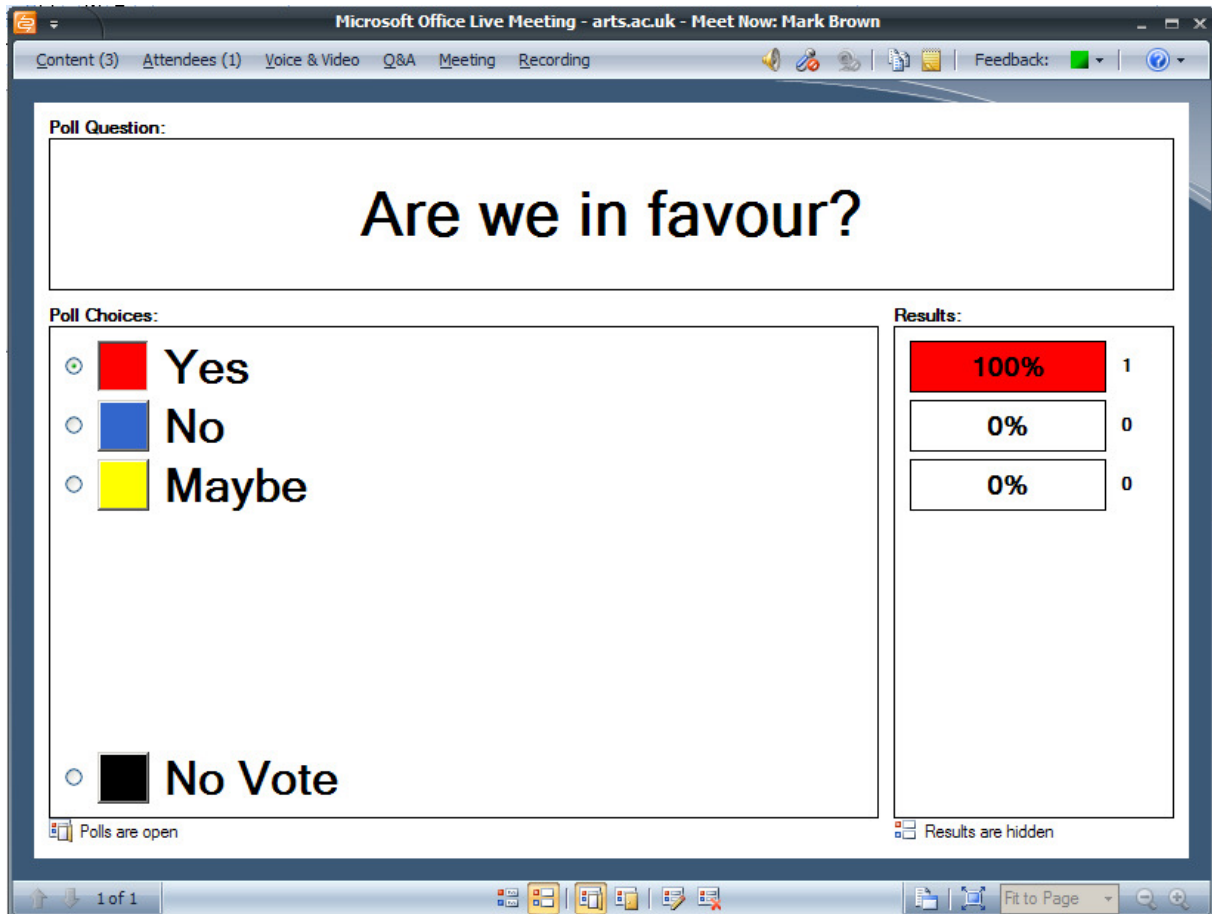 Microsoft Office Live Meeting - arts.ac.uk - Meet Now: Mark Brown
Content (3) Attendees (1) Voice & Video Q&A Meeting Recording Feedback:
Poll Question:
Are we in favour?
Poll Choices:
Yes
No
Maybe
No Vote
Polls are open
Results:
100% 1
0% 0
0% 0
Results are hidden
1 of 1 Fit to Page